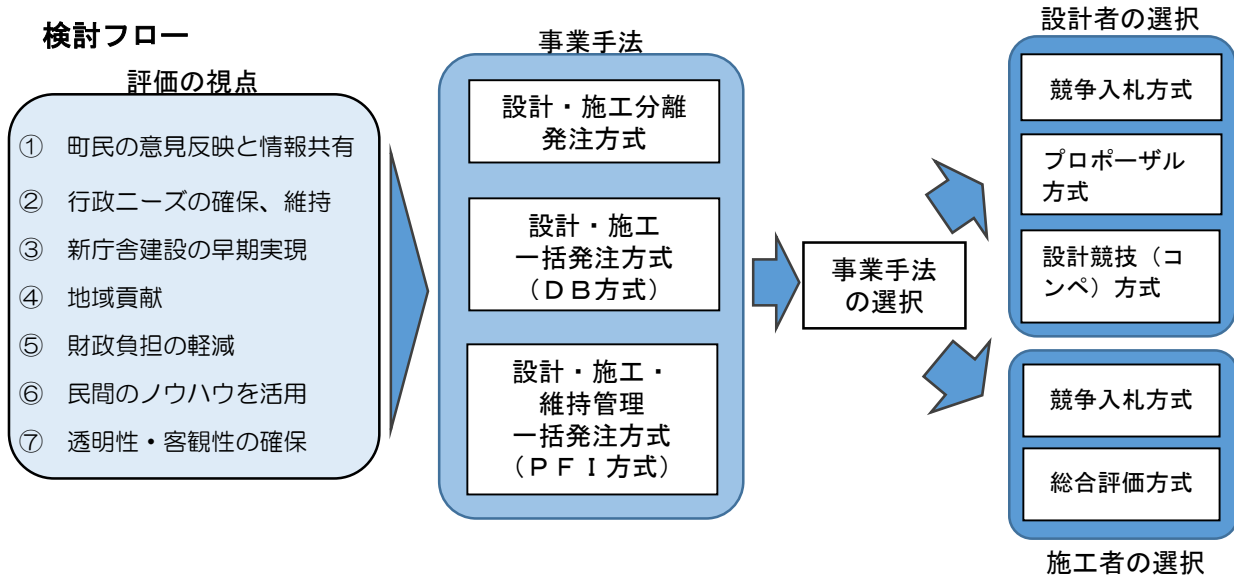 検討フロー
評価の視点
① 町民の意見反映と情報共有
② 行政ニーズの確保、維持
③ 新庁舎建設の早期実現
④ 地域貢献
⑤ 財政負担の軽減
⑥ 民間のノウハウを活用
⑦ 透明性・客観性の確保
事業手法
設計・施工分離
発注方式
設計・施工
一括発注方式
（ＤＢ方式）
設計・施工・
維持管理
一括発注方式
（ＰＦＩ方式）
事業手法
の選択
設計者の選択
競争入札方式
プロポーザル
方式
設計競技（コ
ンペ）方式
競争入札方式
総合評価方式
施工者の選択